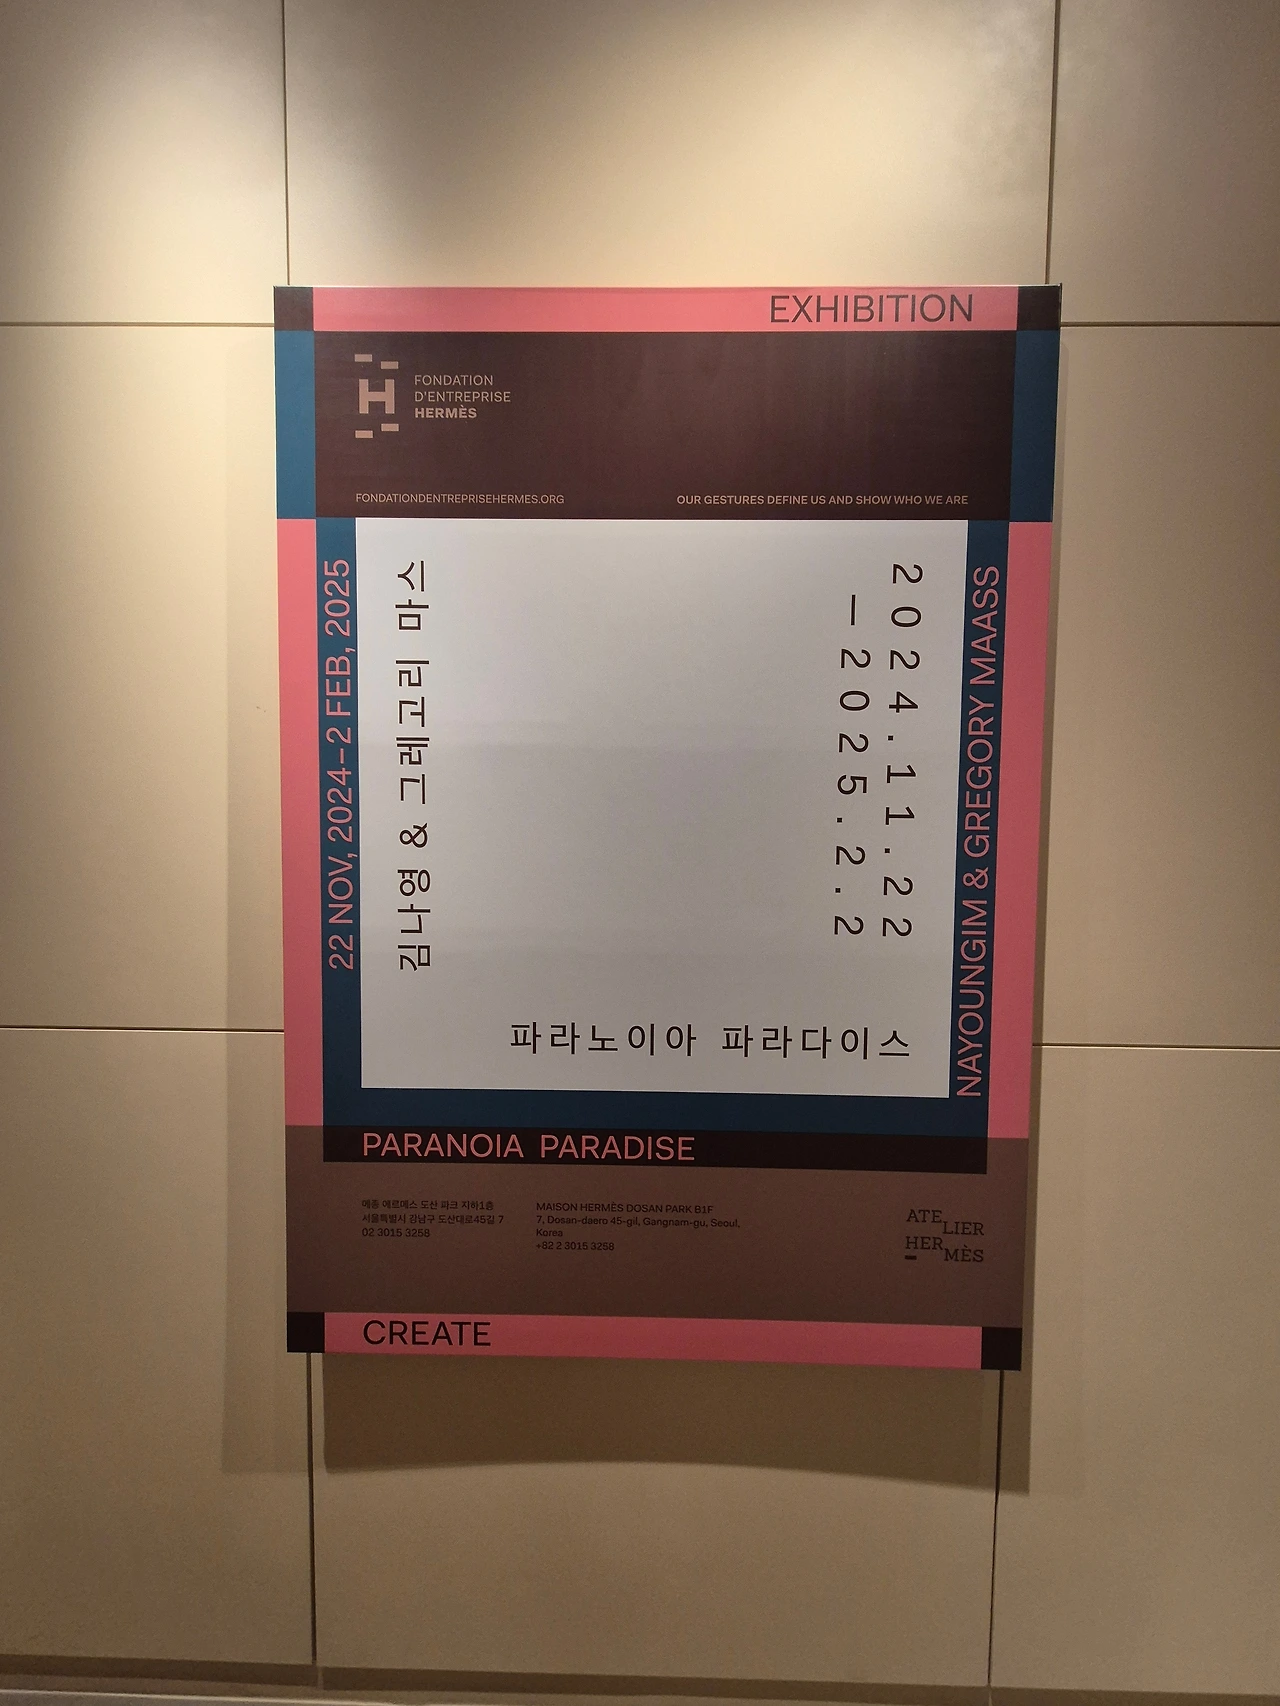 EXHIBITION
FONDATION
D'ENTREPRISE
HERMÈS
FONDATIONDENTREPRISEHERMES.ORG
OUR GESTURES DEFINE US AND SHOW WHO WE ARE
22 NOV, 2024–2 FEB, 2025
김나영 & 그레고리 마스
2024.11.22
—2025.2.2
NAYOUNGIM & GREGORY MAASS
파라노이아 파라다이스
PARANOIA PARADISE
메종 에르메스 도산 파크 지하1층
서울특별시 강남구 도산대로45길 7
02 3015 3258
MAISON HERMÈS DOSAN PARK B1F
7, Dosan-daero 45-gil, Gangnam-gu, Seoul,
Korea
+82 2 3015 3258
ATE
LIER
HER
MÈS
CREATE